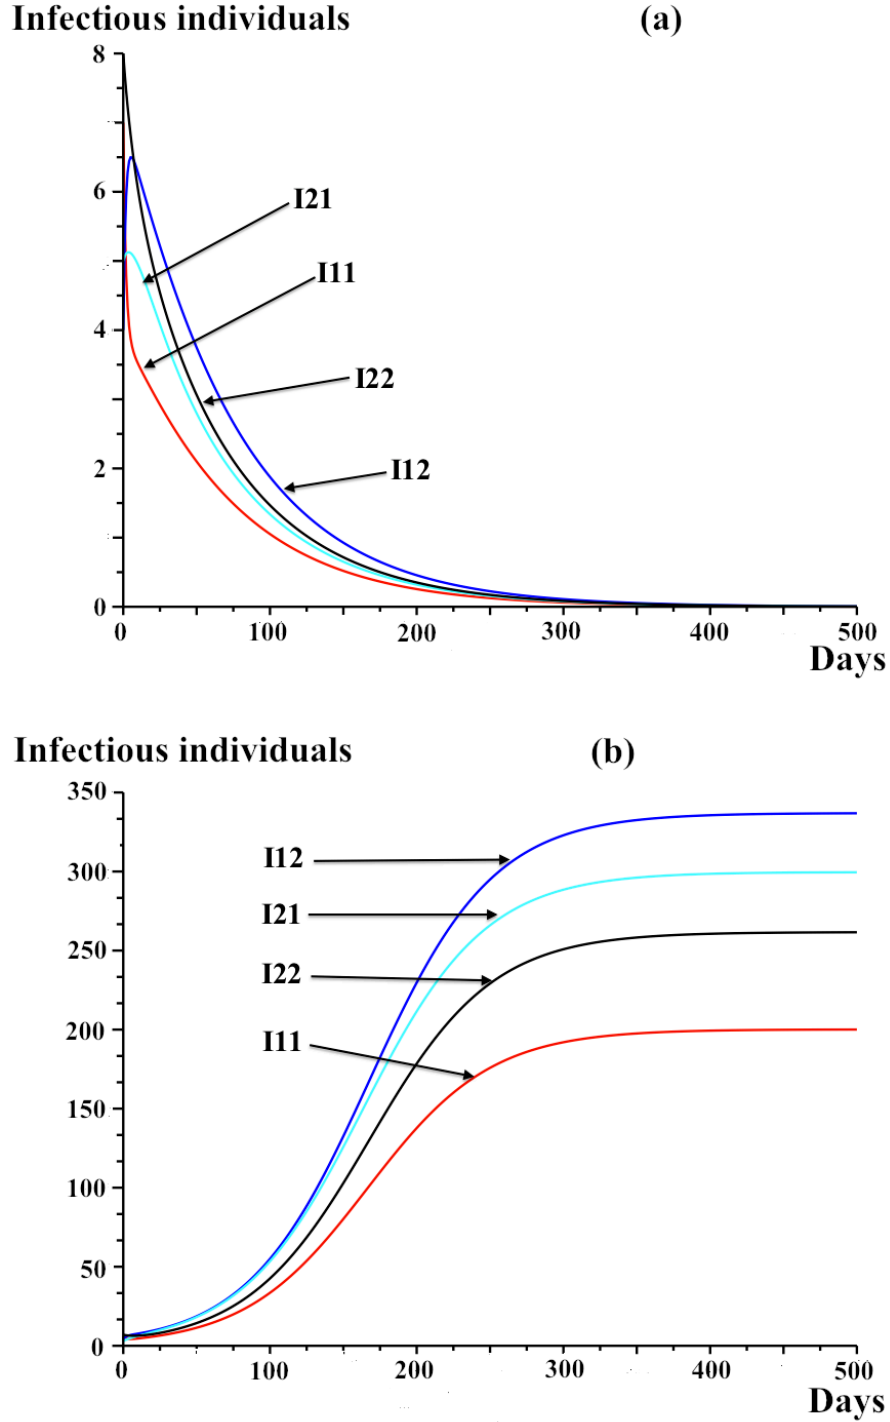 Infectious individuals (a)
8
I21
6
I11
4
I22
I12
2
0
0 100 200 300 400 500
Days
Infectious individuals (b)
350
I12
300
I21
250
I22
200
I11
150
100
50
0
0 100 200 300 400 500
Days